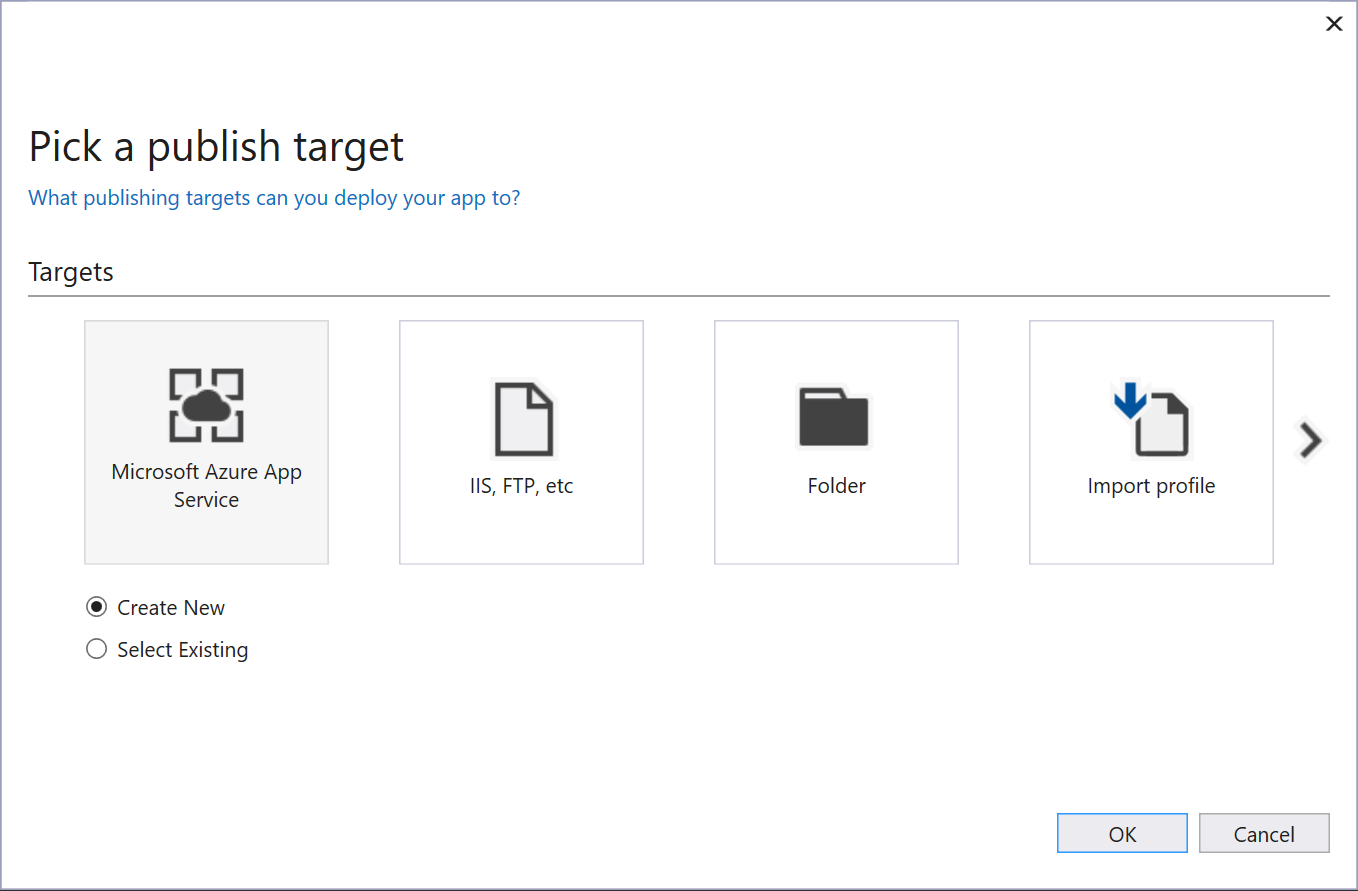 Pick a publish target
What publishing targets can you deploy your app to?
Targets
Microsoft Azure App
Service
IIS, FTP, etc
Folder
Import profile
Create New
Select Existing
OK
Cancel